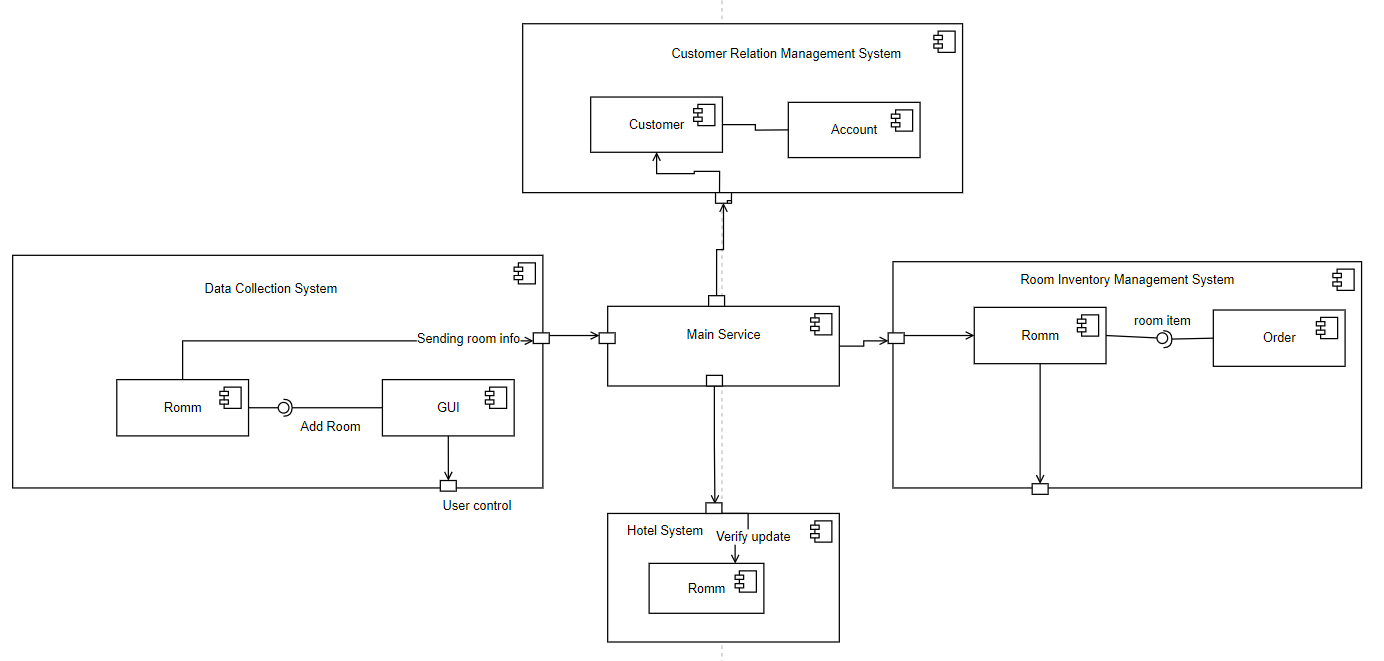 Customer Relation Management System
Customer
Account
Data Collection System
Sending room info
Romm
Add Room
GUI
User control
Main Service
Room Inventory Management System
Romm
room item
Order
Hotel System
Verify update
Romm